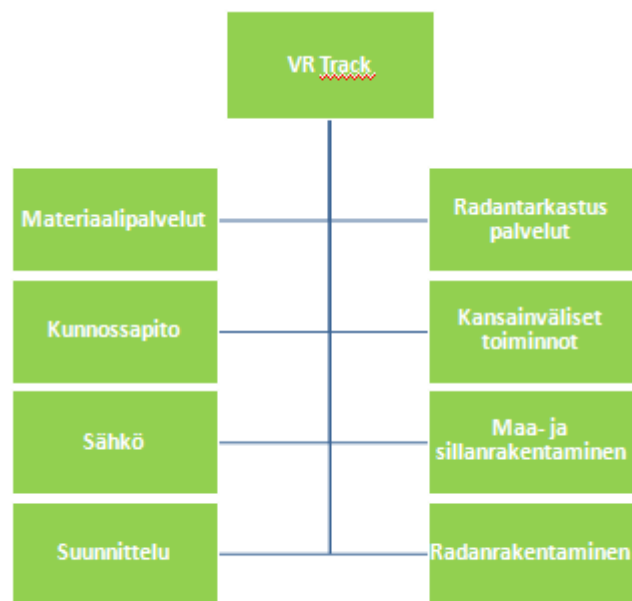 VR Track
Materiaalipalvelut
Radantarkastus
palvelut
Kunnossapito
Kansainväliset
toiminnot
Sähkö
Maa- ja
sillanrakentaminen
Suunnittelu
Radanrakentaminen